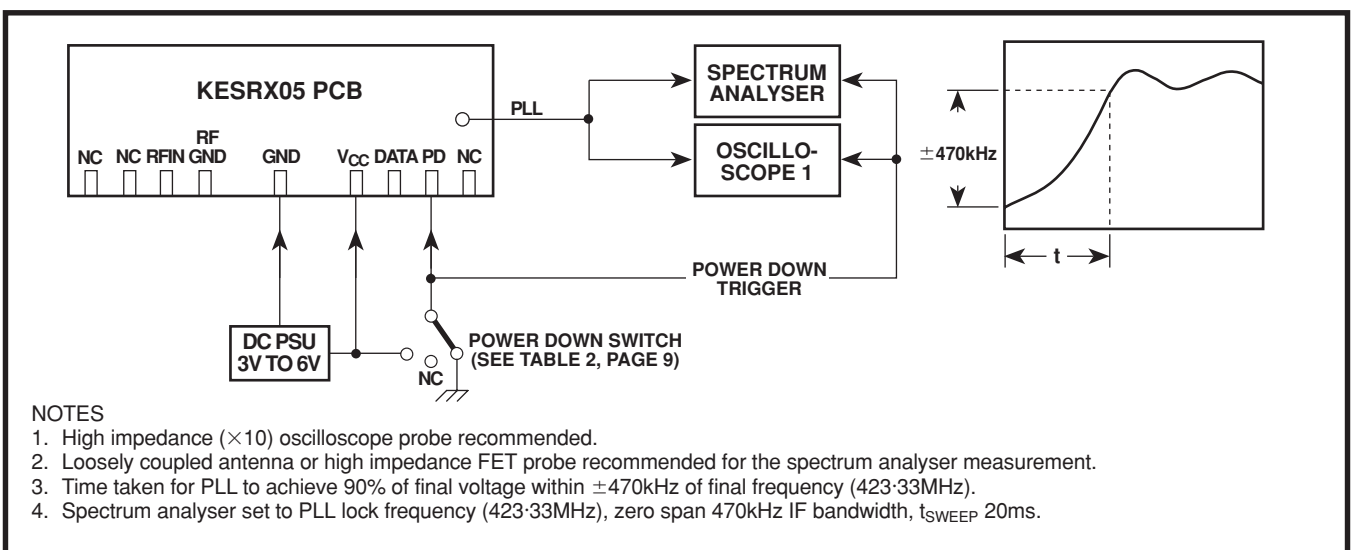 KESRX05 PCB
PLL
SPECTRUM
ANALYSER
OSCILLO-
SCOPE 1
±470kHz
t
RF
NC NC RFIN GND GND VCC DATA PD NC
POWER DOWN
TRIGGER
DC PSU
3V TO 6V
POWER DOWN SWITCH
(SEE TABLE 2, PAGE 9)
NC
NOTES
1. High impedance (×10) oscilloscope probe recommended.
2. Loosely coupled antenna or high impedance FET probe recommended for the spectrum analyser measurement.
3. Time taken for PLL to achieve 90% of final voltage within ±470kHz of final frequency (423·33MHz).
4. Spectrum analyser set to PLL lock frequency (423·33MHz), zero span 470kHz IF bandwidth, tSWEEP 20ms.